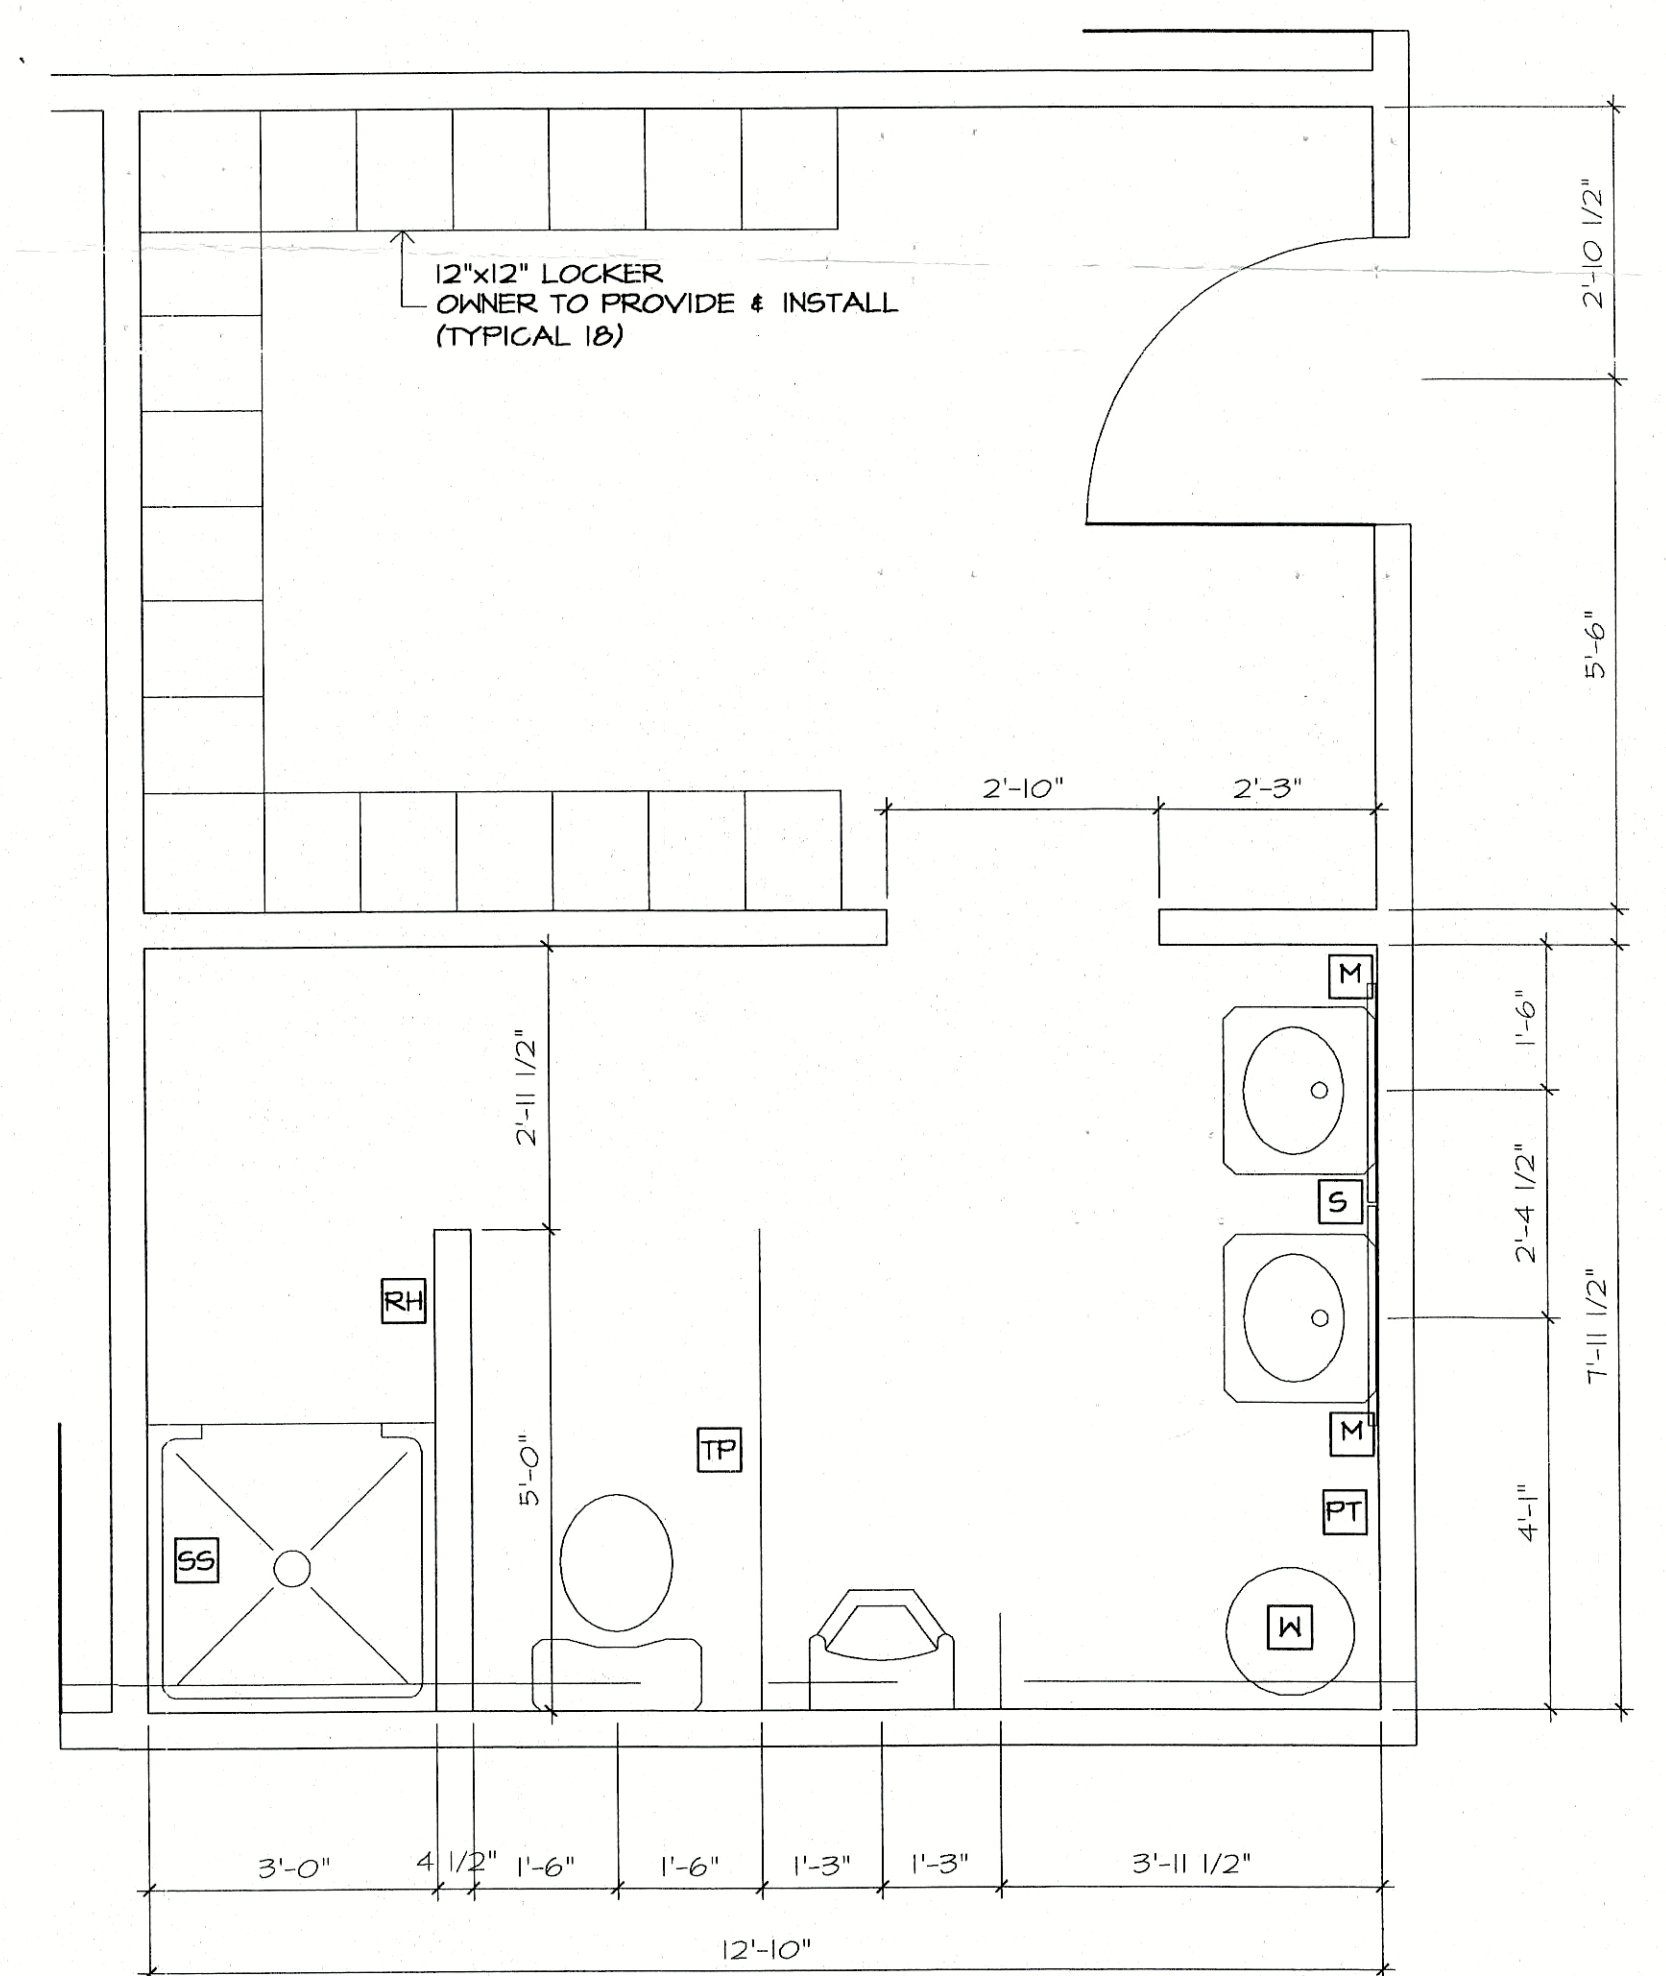 2'-10 1/2"
12"x12" LOCKER
OWNER TO PROVIDE & INSTALL
(TYPICAL 18)
5'-6"
2'-10"
2'-3"
M
1'-6"
2'-11 1/2"
S
2'-4 1/2"
RH
7'-11 1/2"
M
TP
5'-0"
PT
4'-1"
SS
W
3'-0"
4 1/2"
1'-6"
1'-6"
1'-3"
1'-3"
3'-11 1/2"
12'-10"